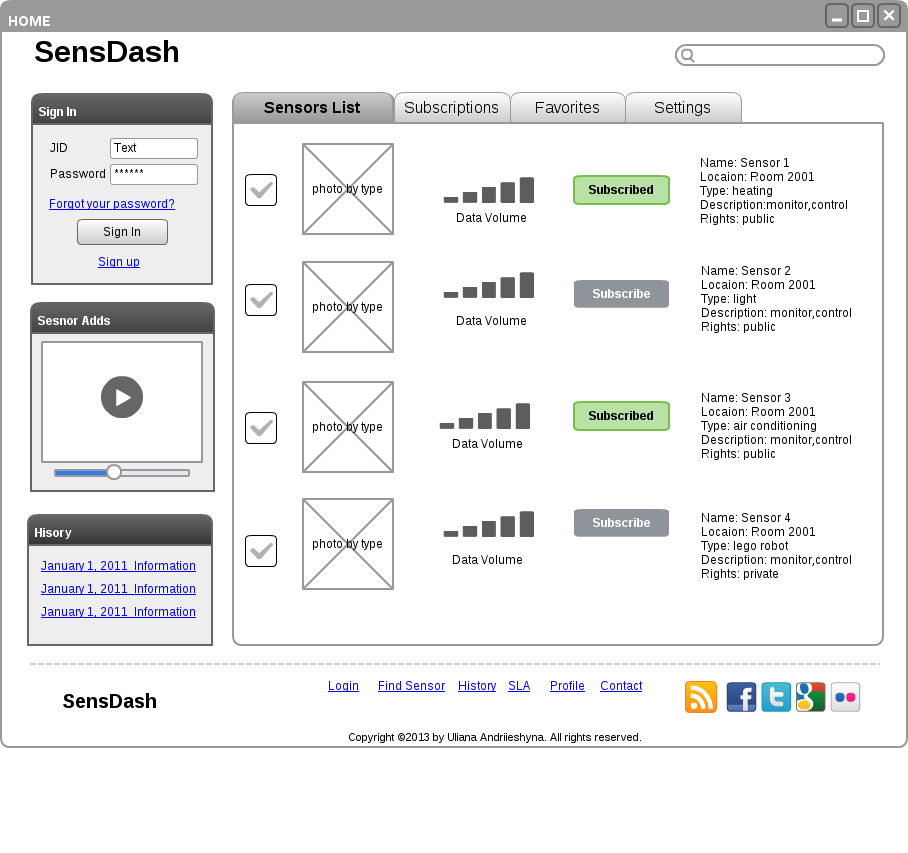 HOME
SensDash
Sign In
JID Text
Password ******
Forgot your password?
Sign In
Sign up
Sesnor Adds
Hisory
January 1, 2011 Information
January 1, 2011 Information
January 1, 2011 Information
Sensors List Subscriptions Favorites Settings
photo by type
Data Volume
Subscribed
Name: Sensor 1
Locaion: Room 2001
Type: heating
Description:monitor,control
Rights: public
photo by type
Data Volume
Subscribe
Name: Sensor 2
Locaion: Room 2001
Type: light
Description: monitor,control
Rights: public
photo by type
Data Volume
Subscribed
Name: Sensor 3
Locaion: Room 2001
Type: air conditioning
Description: monitor,control
Rights: public
photo by type
Data Volume
Subscribe
Name: Sensor 4
Locaion: Room 2001
Type: lego robot
Description: monitor,control
Rights: private
SensDash
Login Find Sensor History SLA Profile Contact
f t g
Copyright ©2013 by Uliana Andriieshyna. All rights reserved.